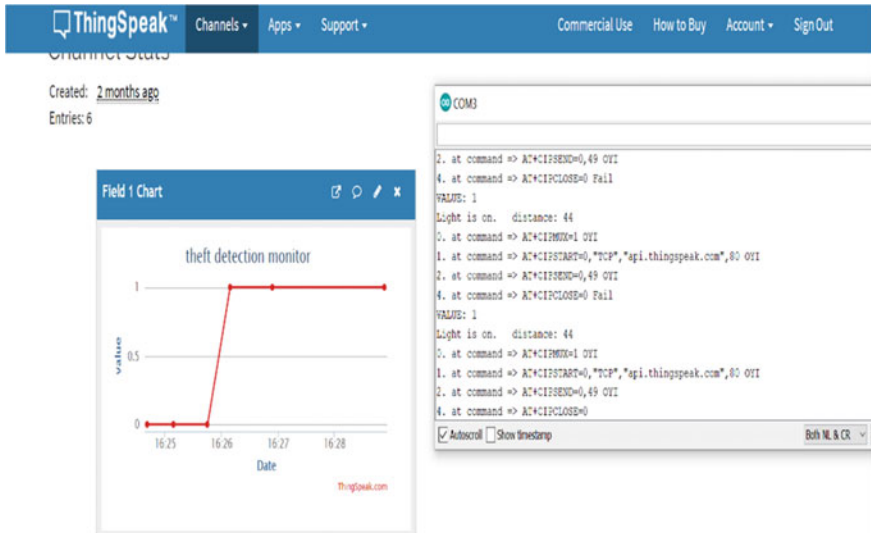 ThingSpeak™ Channels Apps Support Commercial Use How to Buy Account Sign Out
Channel Stats
Created: 2 months ago
Entries: 6
Field 1 Chart
theft detection monitor
value
1
0.5
0
16:25 16:26 16:27 16:28
Date
ThingSpeak.com
COM3
2. at command => AT+CIPSEND=0,49 OYI
4. at command => AT+CIPCLOSE=0 Fail
VALUE: 1
Light is on. distance: 44
0. at command => AT+CIPMUX=1 OYI
1. at command => AT+CIPSTART=0,"TCP","api.thingspeak.com",80 OYI
2. at command => AT+CIPSEND=0,49 OYI
4. at command => AT+CIPCLOSE=0 Fail
VALUE: 1
Light is on. distance: 44
0. at command => AT+CIPMUX=1 OYI
1. at command => AT+CIPSTART=0,"TCP","api.thingspeak.com",80 OYI
2. at command => AT+CIPSEND=0,49 OYI
4. at command => AT+CIPCLOSE=0
Autoscroll Show timestamp Both NL & CR